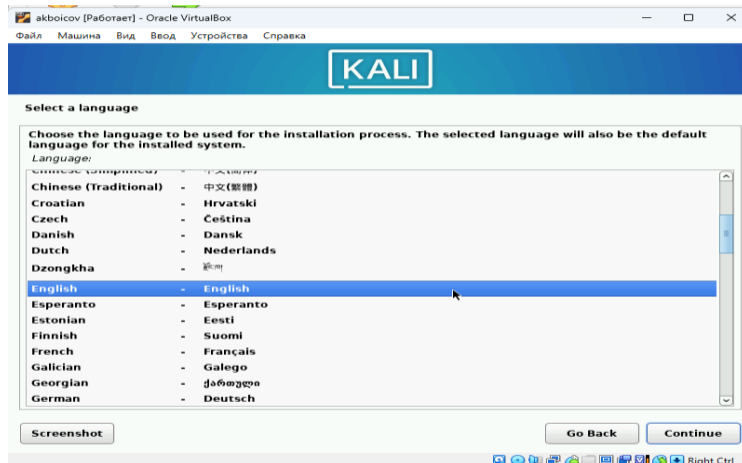 akboicov [Работает] - Oracle VirtualBox
Файл Машина Вид Ввод Устройства Справка
KALI
Select a language
Choose the language to be used for the installation process. The selected language will also be the default
language for the installed system.
Language:
Chinese (Traditional) - 中文(繁體)
Croatian - Hrvatski
Czech - Čeština
Danish - Dansk
Dutch - Nederlands
Dzongkha -
English - English
Esperanto - Esperanto
Estonian - Eesti
Finnish - Suomi
French - Français
Galician - Galego
Georgian - ქართული
German - Deutsch
Screenshot Go Back Continue
Right Ctrl